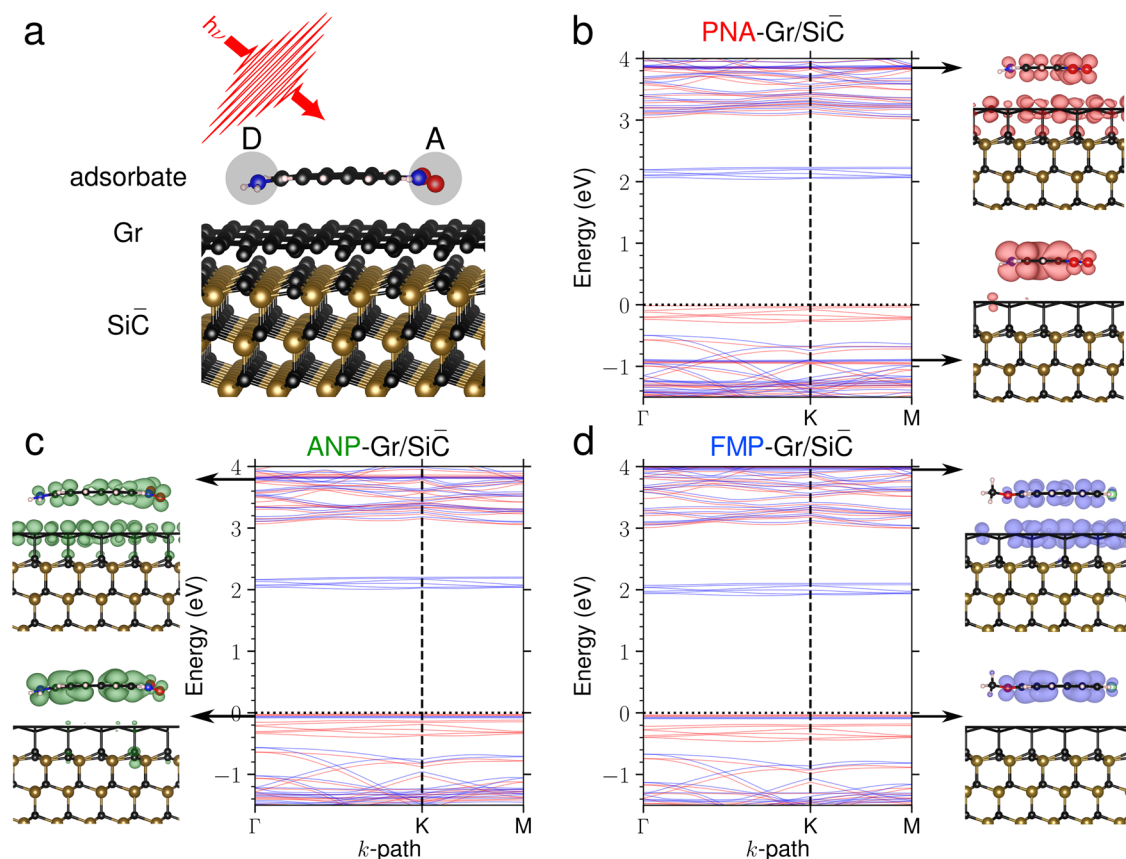 a
hν
D
A
adsorbate
Gr
SiC̅
b
PNA-Gr/SiC̅
Energy (eV)
4
3
2
1
0
−1
Γ
K
M
c
ANP-Gr/SiC̅
Energy (eV)
4
3
2
1
0
−1
Γ
K
M
k-path
d
FMP-Gr/SiC̅
Energy (eV)
4
3
2
1
0
−1
Γ
K
M
k-path